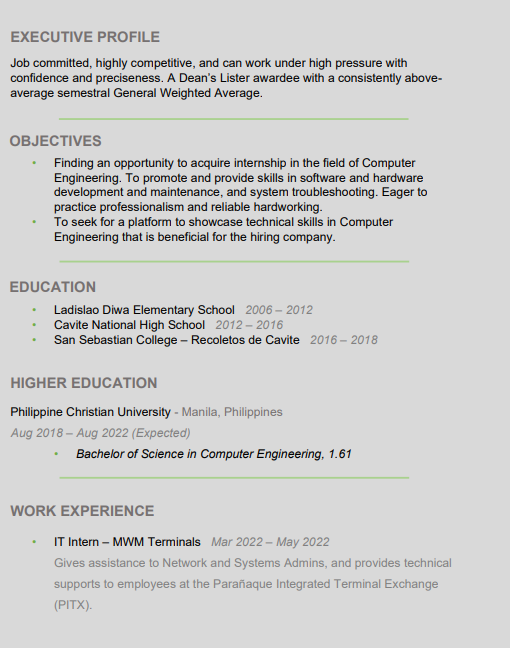 EXECUTIVE PROFILE
Job committed, highly competitive, and can work under high pressure with
confidence and preciseness. A Dean's Lister awardee with a consistently above-
average semestral General Weighted Average.
OBJECTIVES
• Finding an opportunity to acquire internship in the field of Computer
Engineering. To promote and provide skills in software and hardware
development and maintenance, and system troubleshooting. Eager to
practice professionalism and reliable hardworking.
• To seek for a platform to showcase technical skills in Computer
Engineering that is beneficial for the hiring company.
EDUCATION
• Ladislao Diwa Elementary School 2006 – 2012
• Cavite National High School 2012 – 2016
• San Sebastian College – Recoletos de Cavite 2016 – 2018
HIGHER EDUCATION
Philippine Christian University - Manila, Philippines
Aug 2018 – Aug 2022 (Expected)
• Bachelor of Science in Computer Engineering, 1.61
WORK EXPERIENCE
• IT Intern – MWM Terminals Mar 2022 – May 2022
Gives assistance to Network and Systems Admins, and provides technical
supports to employees at the Parañaque Integrated Terminal Exchange
(PITX).